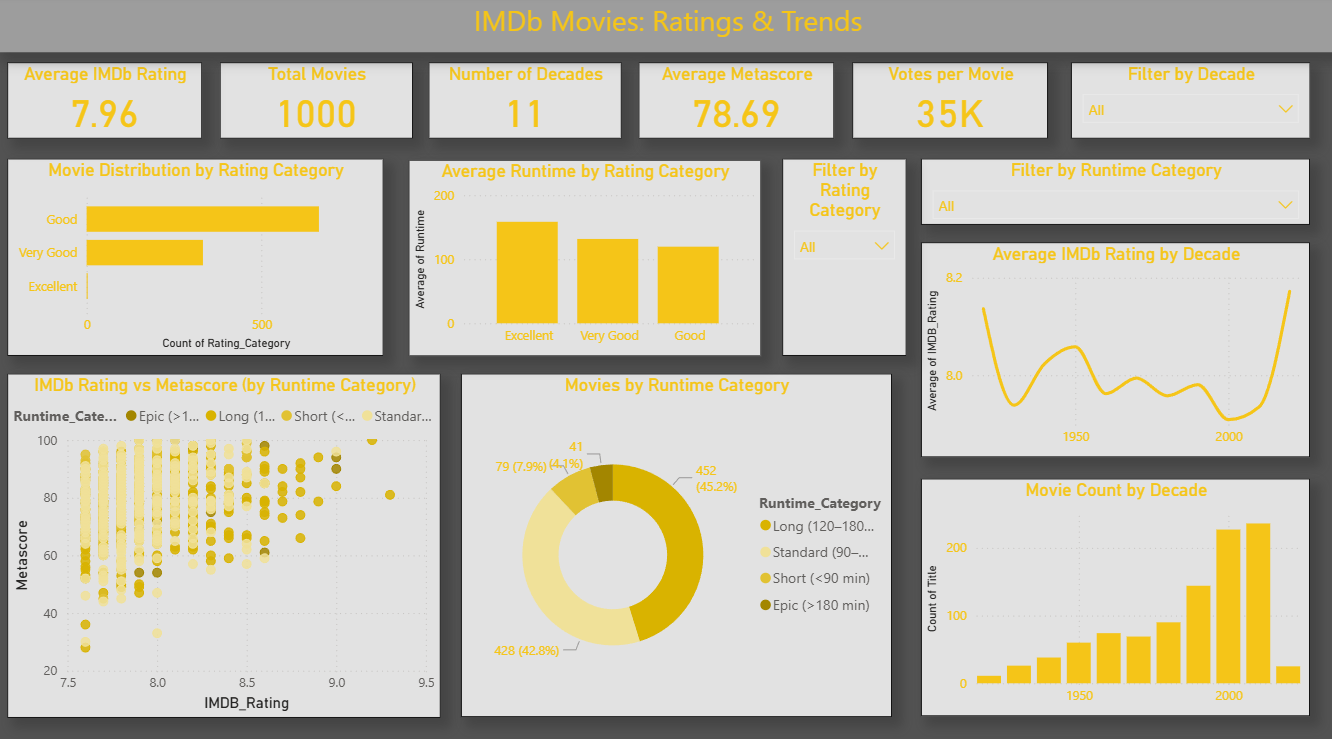 IMDb Movies: Ratings & Trends
Average IMDb Rating
7.96
Total Movies
1000
Number of Decades
11
Average Metascore
78.69
Votes per Movie
35K
Filter by Decade
All
Movie Distribution by Rating Category
Good
Very Good
Excellent
0
500
Count of Rating_Category
Average Runtime by Rating Category
Average of Runtime
200
100
0
Excellent
Very Good
Good
Filter by
Rating
Category
All
Filter by Runtime Category
All
Average IMDb Rating by Decade
Average of IMDB_Rating
8.2
8.0
1950
2000
IMDb Rating vs Metascore (by Runtime Category)
Runtime_Cate...
Epic (>1...
Long (1...
Short (<...
Standar...
Metascore
100
80
60
40
20
7.5
8.0
8.5
9.0
9.5
IMDB_Rating
Movies by Runtime Category
41
(4.1%)
79 (7.9%)
452
(45.2%)
428 (42.8%)
Runtime_Category
Long (120–180...
Standard (90–...
Short (<90 min)
Epic (>180 min)
Movie Count by Decade
Count of Title
200
100
0
1950
2000